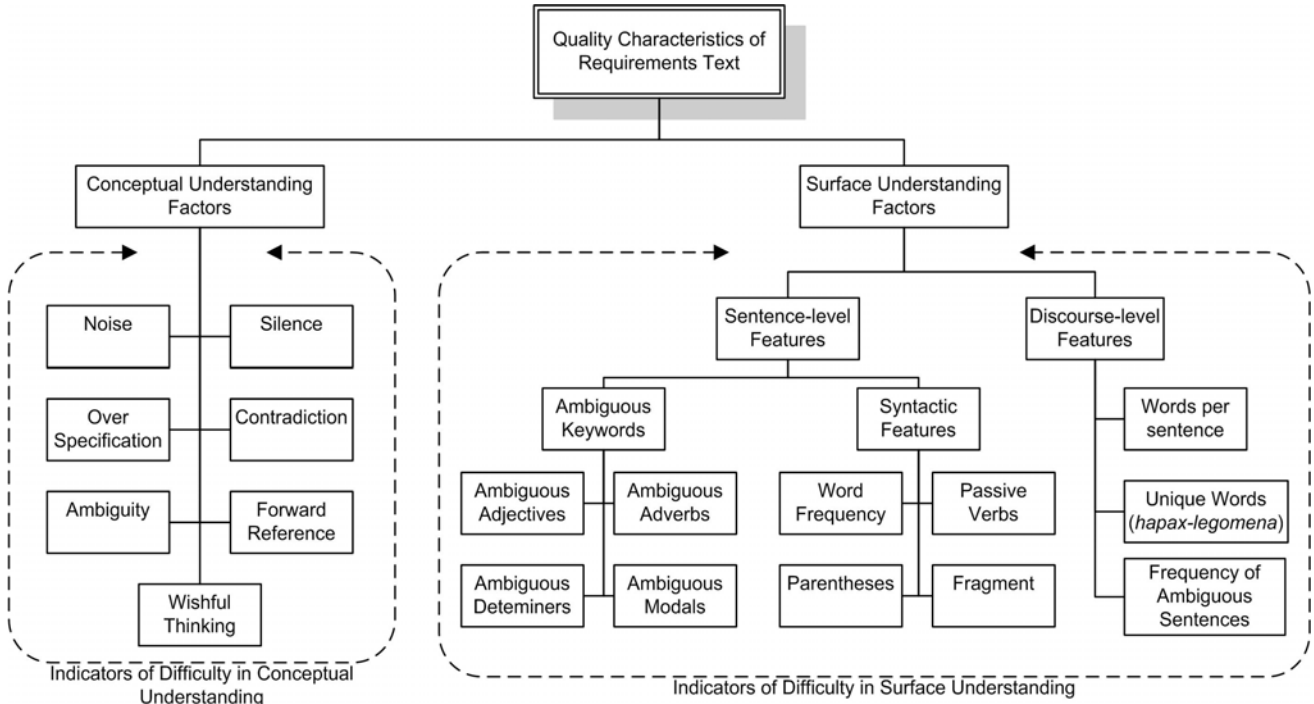 Quality Characteristics of
Requirements Text
Conceptual Understanding
Factors
Surface Understanding
Factors
Noise
Silence
Over
Specification
Contradiction
Ambiguity
Forward
Reference
Wishful
Thinking
Indicators of Difficulty in Conceptual
Understanding
Sentence-level
Features
Discourse-level
Features
Ambiguous
Keywords
Syntactic
Features
Ambiguous
Adjectives
Ambiguous
Adverbs
Ambiguous
Deteminers
Ambiguous
Modals
Word
Frequency
Passive
Verbs
Parentheses
Fragment
Words per
sentence
Unique Words
(hapax-legomena)
Frequency of
Ambiguous
Sentences
Indicators of Difficulty in Surface Understanding